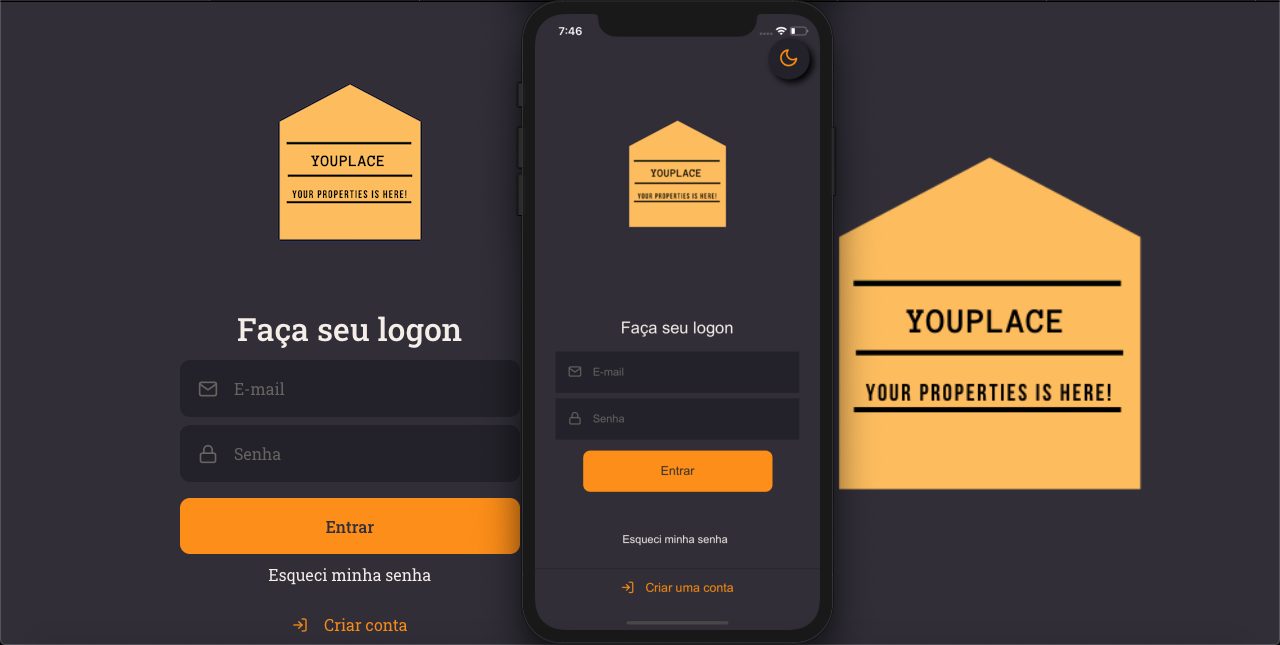 YOUPLACE
YOUR PROPERTIES IS HERE!
Faça seu logon
E-mail
Senha
Entrar
Esqueci minha senha
Criar conta
7:46
YOUPLACE
YOUR PROPERTIES IS HERE!
Faça seu logon
E-mail
Senha
Entrar
Esqueci minha senha
Criar uma conta
YOUPLACE
YOUR PROPERTIES IS HERE!